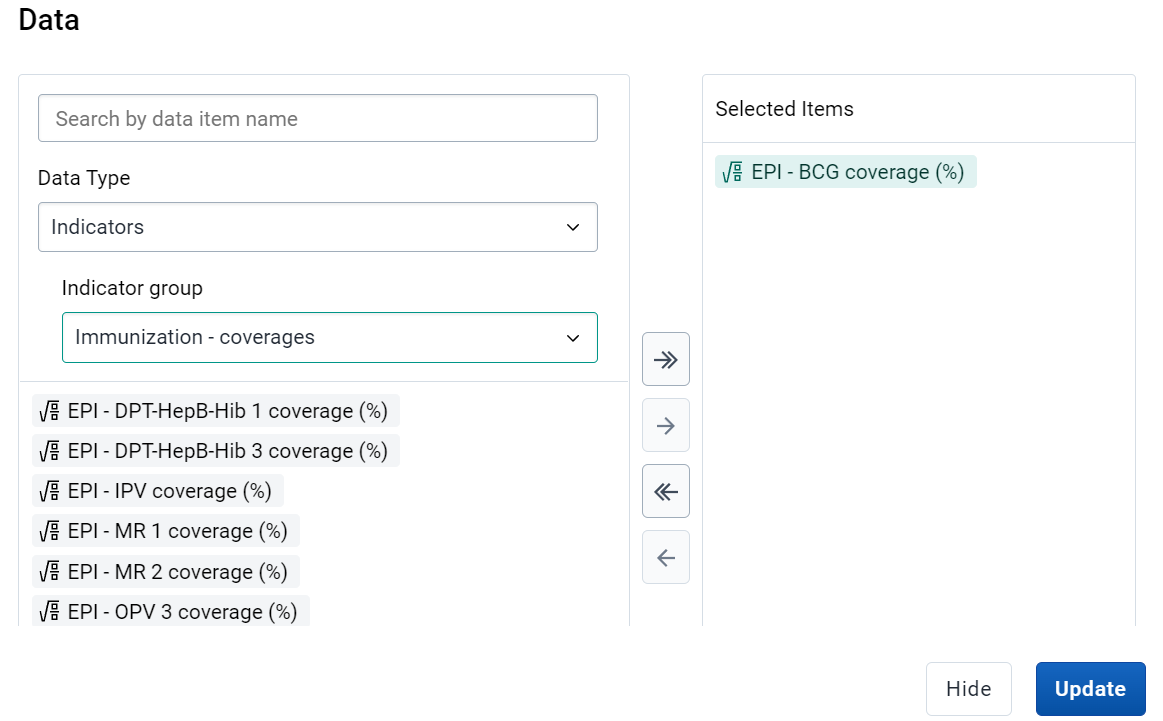 Data
Search by data item name
Data Type
Indicators
Indicator group
Immunization - coverages
EPI - DPT-HepB-Hib 1 coverage (%)
EPI - DPT-HepB-Hib 3 coverage (%)
EPI - IPV coverage (%)
EPI - MR 1 coverage (%)
EPI - MR 2 coverage (%)
EPI - OPV 3 coverage (%)
Selected Items
EPI - BCG coverage (%)
Hide
Update